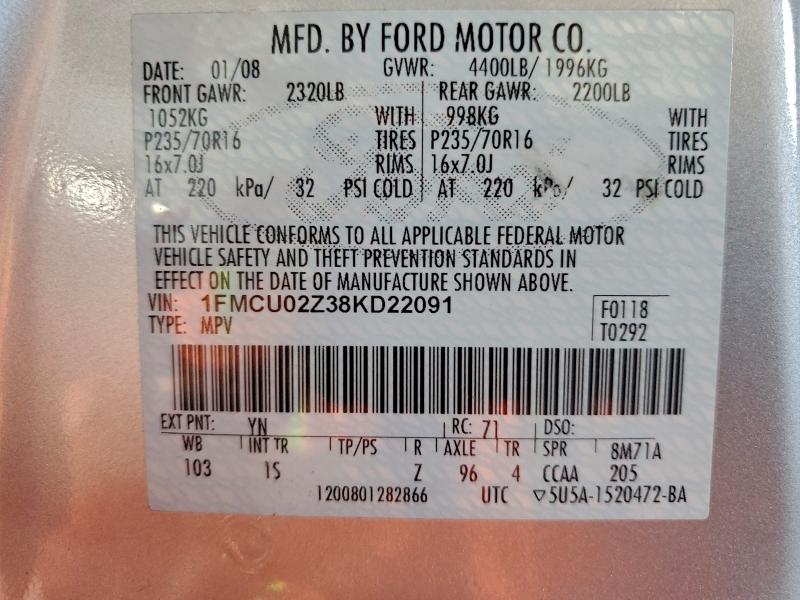 MFD. BY FORD MOTOR CO.
DATE: 01/08 GVWR: 4400LB/ 1996KG
FRONT GAWR: 2320LB REAR GAWR: 2200LB
1052KG WITH 998KG WITH
P235/70R16 TIRES P235/70R16 TIRES
16x7.0J RIMS 16x7.0J RIMS
AT 220 kPa/ 32 PSI COLD AT 220 kPa/ 32 PSI COLD
THIS VEHICLE CONFORMS TO ALL APPLICABLE FEDERAL MOTOR
VEHICLE SAFETY AND THEFT PREVENTION STANDARDS IN
EFFECT ON THE DATE OF MANUFACTURE SHOWN ABOVE.
VIN: 1FMCU02Z38KD22091 F0118
TYPE: MPV T0292
EXT PNT: YN RC: 71 DSO:
WB INT TR TP/PS R AXLE TR SPR 8M71A
103 1S Z 96 4 CCAA 205
1200801282866 UTC ▽5U5A-1520472-BA